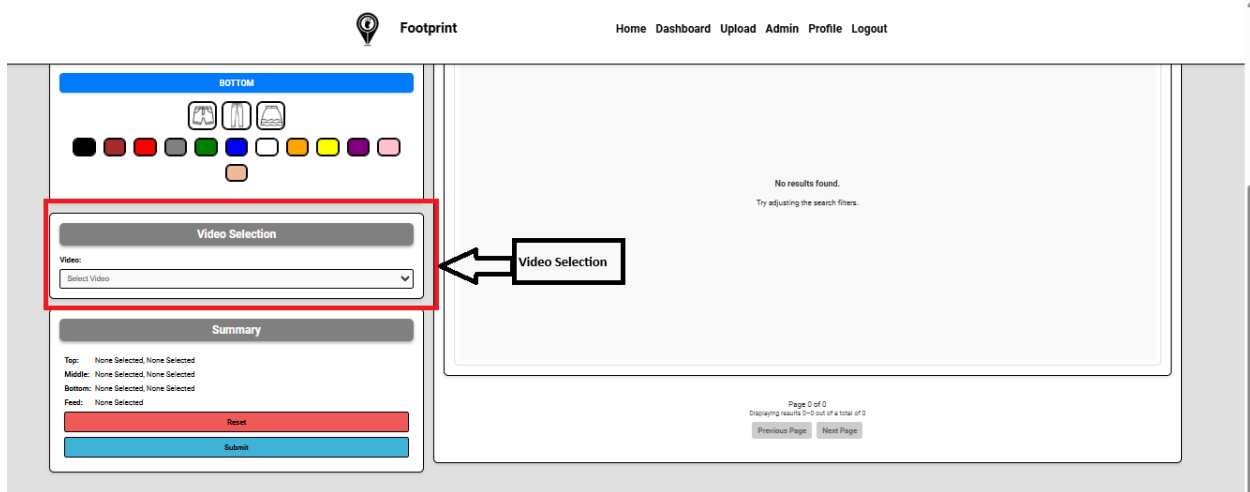 Footprint
Home Dashboard Upload Admin Profile Logout
BOTTOM
Video Selection
Video:
Select Video
Summary
Top: None Selected, None Selected
Middle: None Selected, None Selected
Bottom: None Selected, None Selected
Feed: None Selected
Reset
Submit
Video Selection
No results found.
Try adjusting the search filters.
Page 0 of 0
Displaying results 0–0 out of a total of 0
Previous Page Next Page